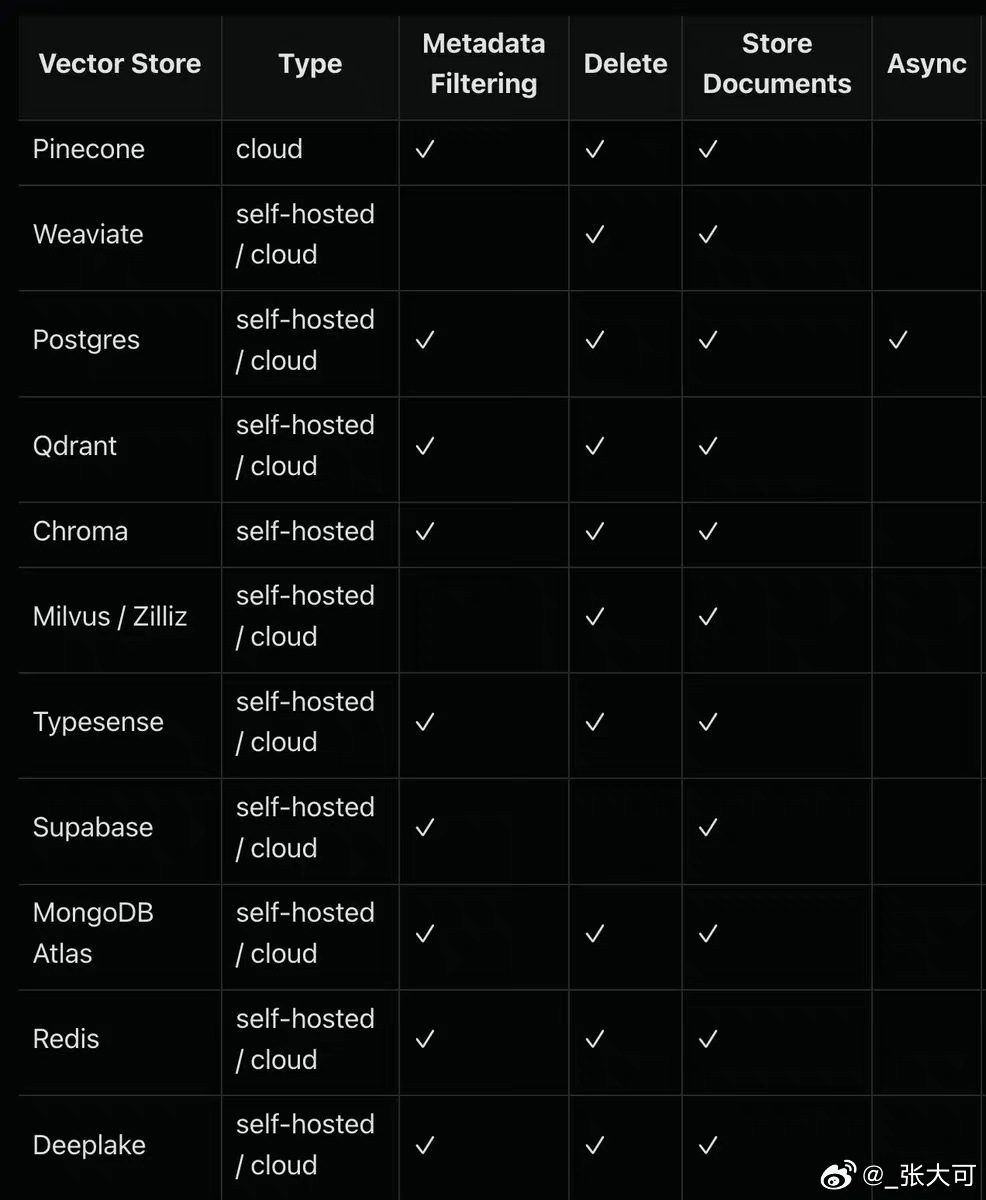 Vector Store Type Metadata Filtering Delete Store Documents Async
Pinecone cloud ✓ ✓ ✓
Weaviate self-hosted / cloud ✓ ✓
Postgres self-hosted / cloud ✓ ✓ ✓ ✓
Qdrant self-hosted / cloud ✓ ✓ ✓
Chroma self-hosted ✓ ✓ ✓
Milvus / Zilliz self-hosted / cloud ✓ ✓
Typesense self-hosted / cloud ✓ ✓ ✓
Supabase self-hosted / cloud ✓ ✓
MongoDB Atlas self-hosted / cloud ✓ ✓ ✓
Redis self-hosted / cloud ✓ ✓ ✓
Deeplake self-hosted / cloud ✓ ✓ ✓
@_张大可